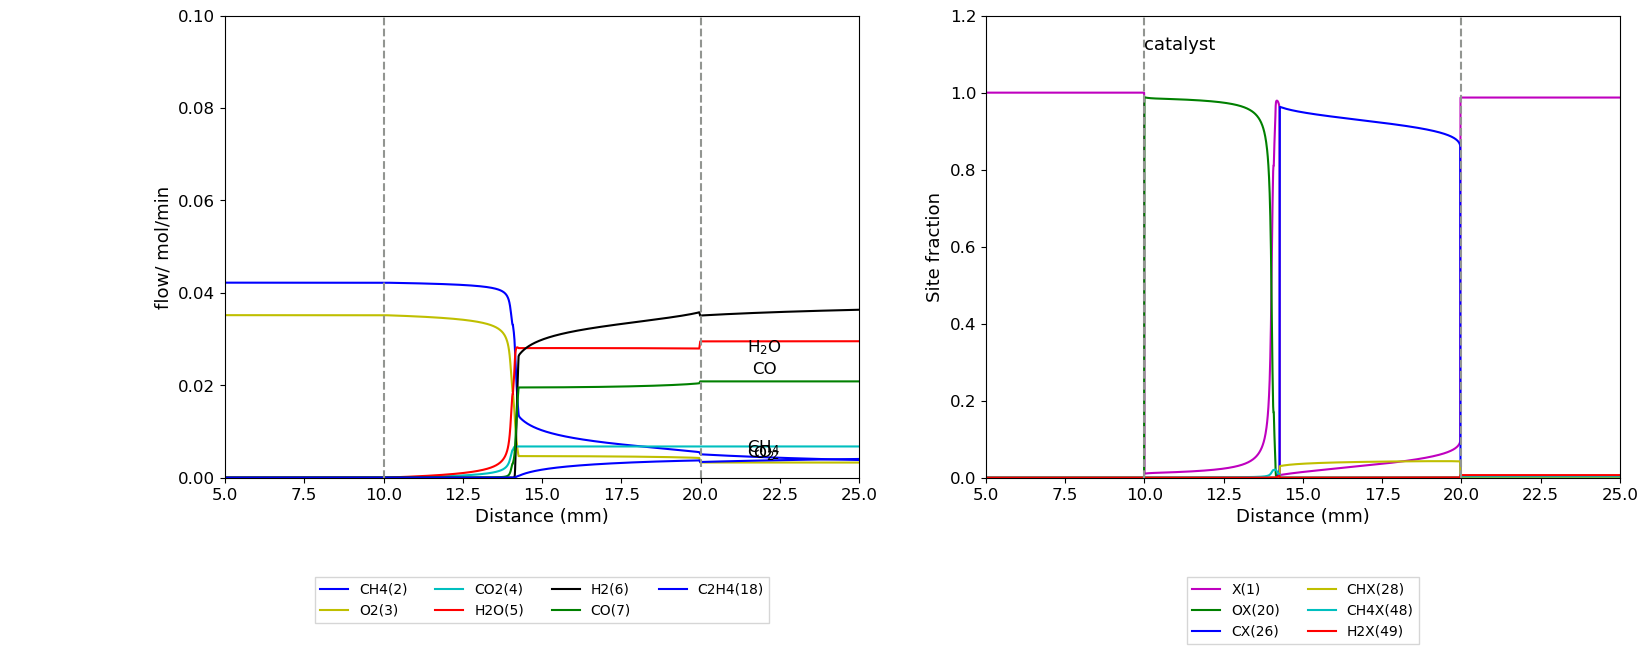 0.10
0.08
0.06
0.04
0.02
0.00
flow/ mol/min
5.0 7.5 10.0 12.5 15.0 17.5 20.0 22.5 25.0
Distance (mm)
H₂O
CO
CH₄
CO₂
CH4(2) CO2(4) H2(6) C2H4(18)
O2(3) H2O(5) CO(7)
1.2
1.0
0.8
0.6
0.4
0.2
0.0
Site fraction
catalyst
5.0 7.5 10.0 12.5 15.0 17.5 20.0 22.5 25.0
Distance (mm)
X(1) CHX(28)
OX(20) CH4X(48)
CX(26) H2X(49)